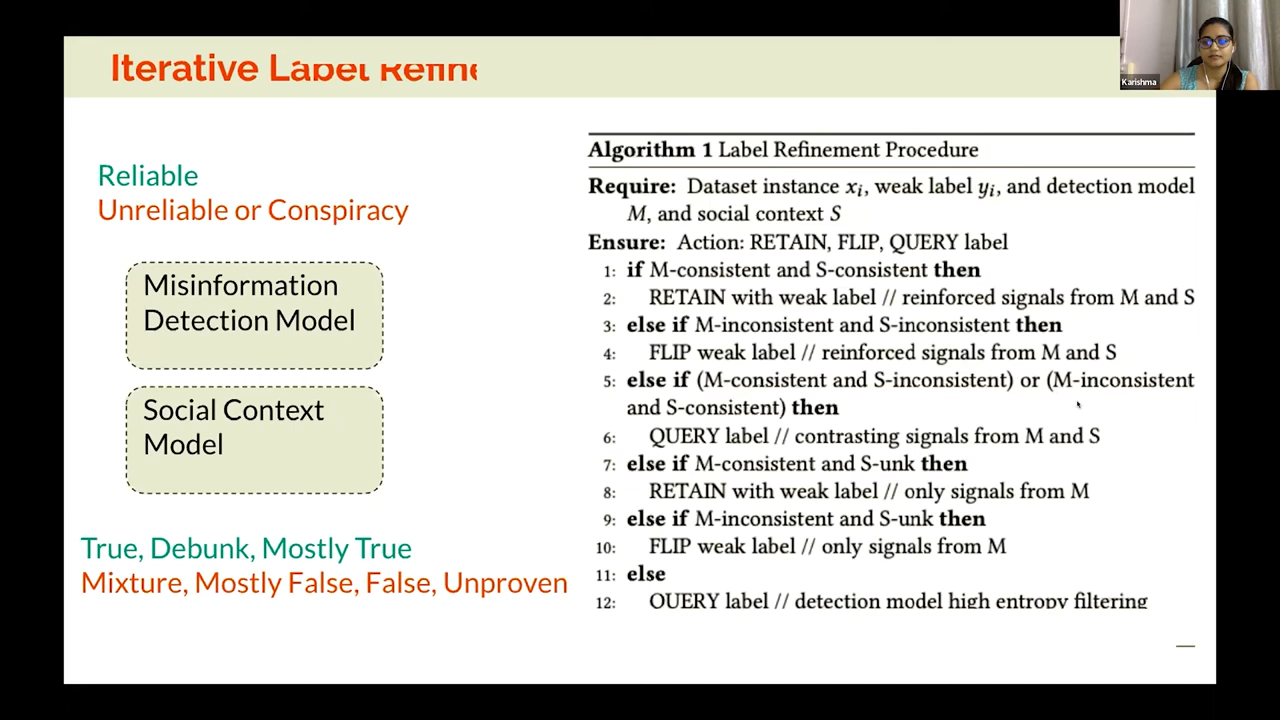 Iterative Label Refine
Karishma
Reliable
Unreliable or Conspiracy
Misinformation
Detection Model
Social Context
Model
True, Debunk, Mostly True
Mixture, Mostly False, False, Unproven
Algorithm 1 Label Refinement Procedure
Require: Dataset instance xᵢ, weak label yᵢ, and detection model
M, and social context S
Ensure: Action: RETAIN, FLIP, QUERY label
1: if M-consistent and S-consistent then
2: RETAIN with weak label // reinforced signals from M and S
3: else if M-inconsistent and S-inconsistent then
4: FLIP weak label // reinforced signals from M and S
5: else if (M-consistent and S-inconsistent) or (M-inconsistent
and S-consistent) then
6: QUERY label // contrasting signals from M and S
7: else if M-consistent and S-unk then
8: RETAIN with weak label // only signals from M
9: else if M-inconsistent and S-unk then
10: FLIP weak label // only signals from M
11: else
12: QUERY label // detection model high entropy filtering